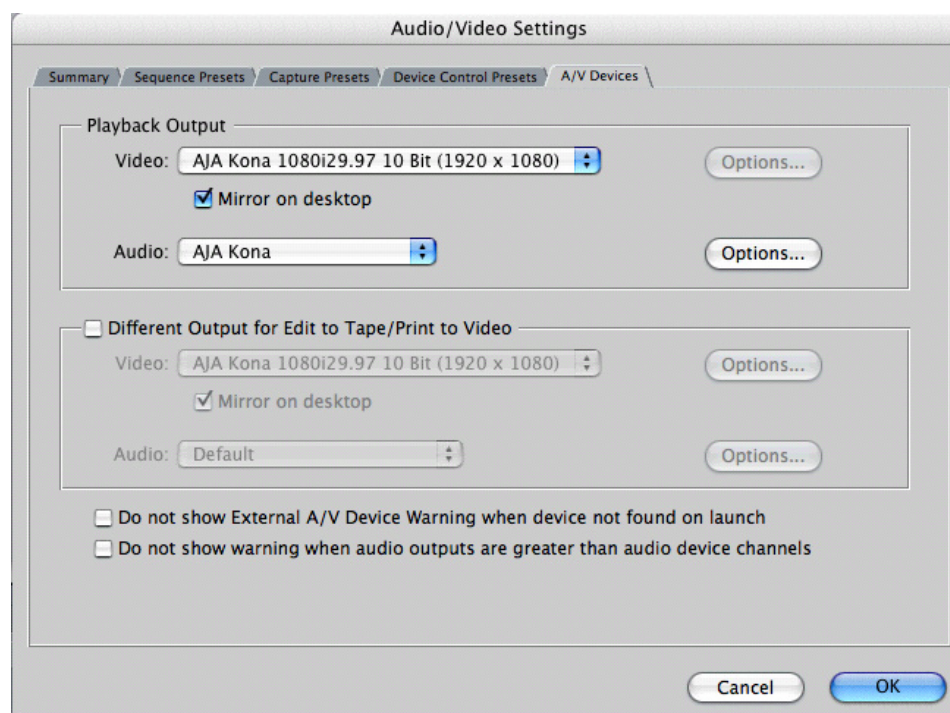 Audio/Video Settings
Summary Sequence Presets Capture Presets Device Control Presets A/V Devices
Playback Output
Video: AJA Kona 1080i29.97 10 Bit (1920 x 1080) Options...
Mirror on desktop
Audio: AJA Kona Options...
Different Output for Edit to Tape/Print to Video
Video: AJA Kona 1080i29.97 10 Bit (1920 x 1080) Options...
Mirror on desktop
Audio: Default Options...
Do not show External A/V Device Warning when device not found on launch
Do not show warning when audio outputs are greater than audio device channels
Cancel OK